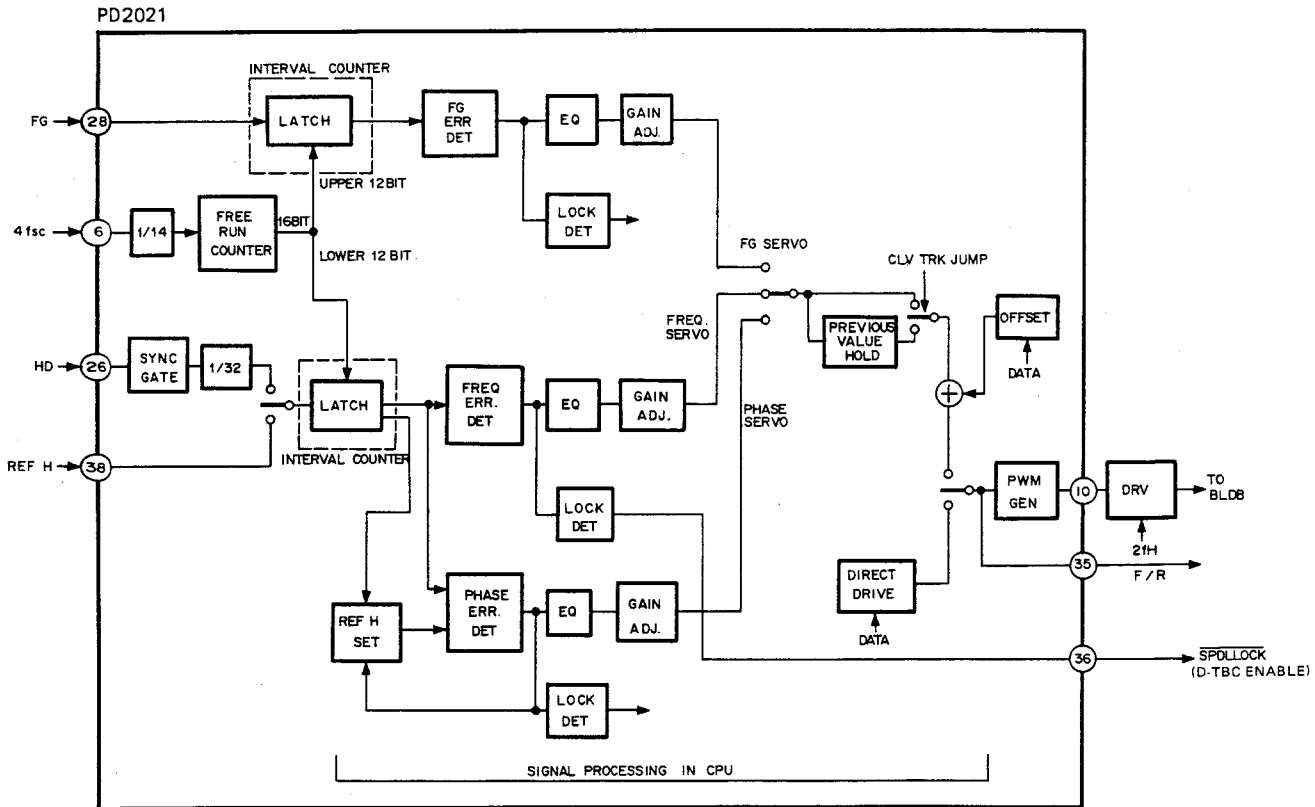 PD2021
INTERVAL COUNTER
FG
28
LATCH
FG
ERR
DET
EQ
GAIN
ADJ.
UPPER 12BIT
LOCK
DET
4fsc
6
1/14
FREE
RUN
COUNTER
16BIT
LOWER 12 BIT.
FG SERVO
CLV TRK JUMP
FREQ.
SERVO
PREVIOUS
VALUE
HOLD
OFFSET
DATA
HD
26
SYNC
GATE
1/32
LATCH
INTERVAL COUNTER
FREQ
ERR.
DET
EQ
GAIN
ADJ.
PHASE
SERVO
+
REF H
38
LOCK
DET
PWM
GEN
10
DRV
TO
BLDB
2fH
35
F/R
DIRECT
DRIVE
DATA
REF H
SET
PHASE
ERR.
DET
EQ
GAIN
ADJ.
36
SPDLLOCK
(D-TBC ENABLE)
LOCK
DET
SIGNAL PROCESSING IN CPU